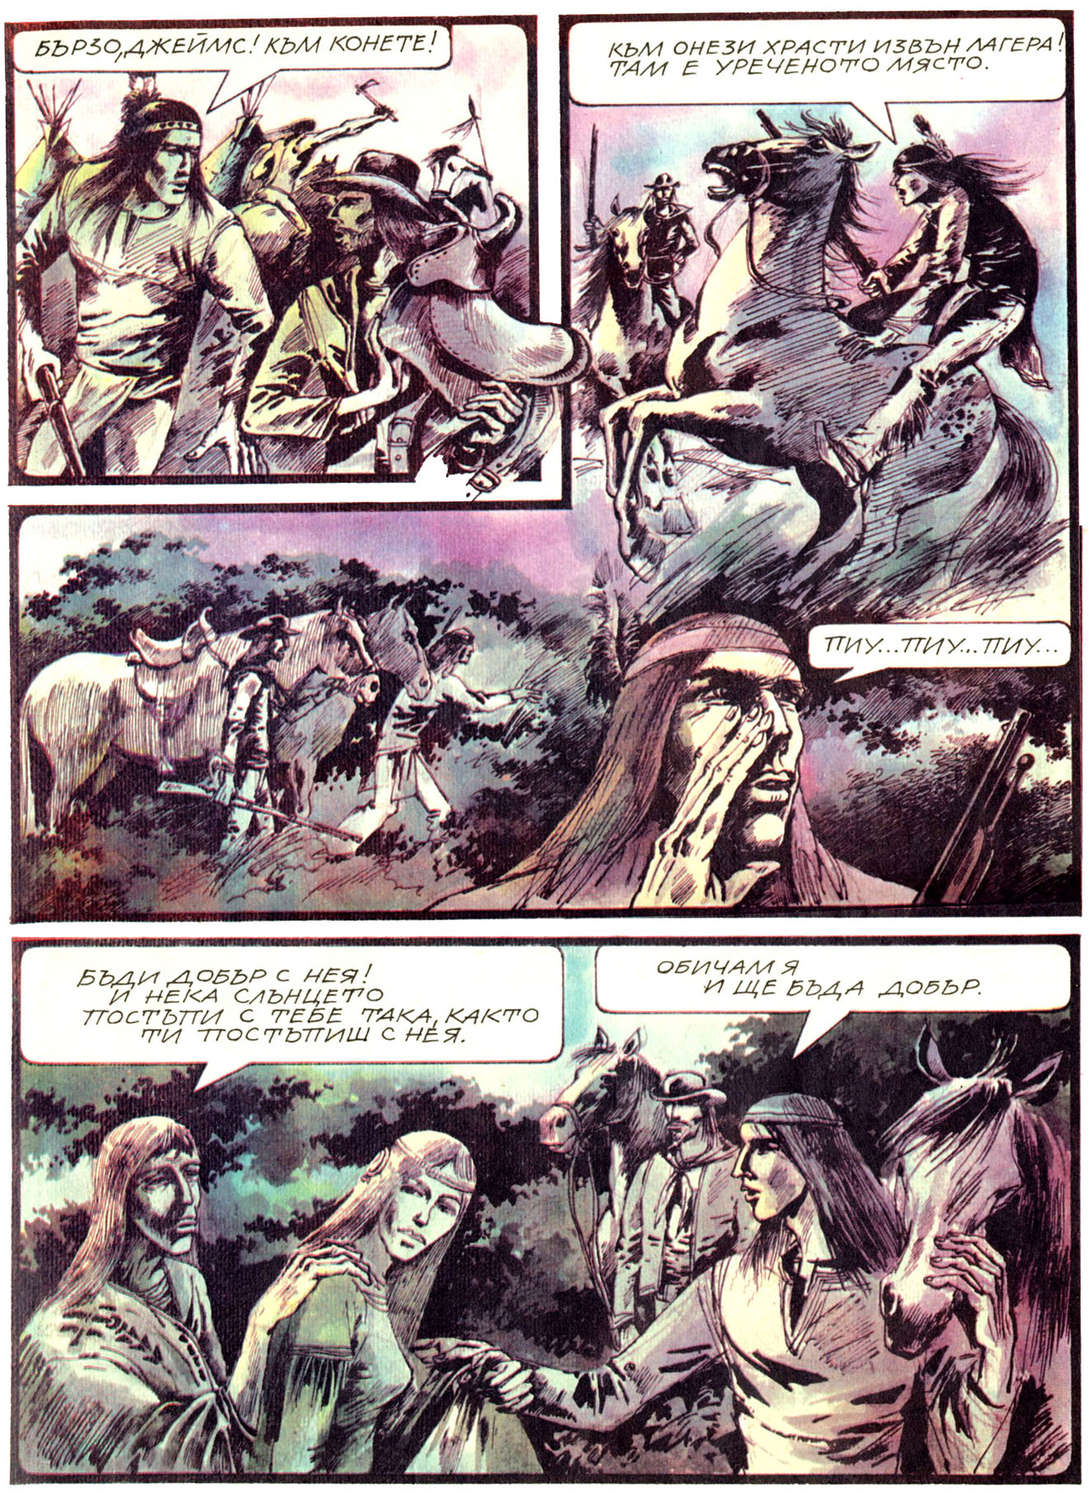 БЪРЗО, ДЖЕЙМС! КЪМ КОНЕТЕ!
КЪМ ОНЕЗИ ХРАСТИ ИЗВЪН ЛАГЕРА!
ТАМ Е УРЕЧЕНОТО МЯСТО.
ПИУ...ПИУ...ПИУ...
БЪДИ ДОБЪР С НЕЯ!
И НЕКА СЛЪНЦЕТО
ПОСТЪПИ С ТЕБЕ ТАКА, КАКТО
ТИ ПОСТЪПИШ С НЕЯ.
ОБИЧАМ Я
И ЩЕ БЪДА ДОБЪР.